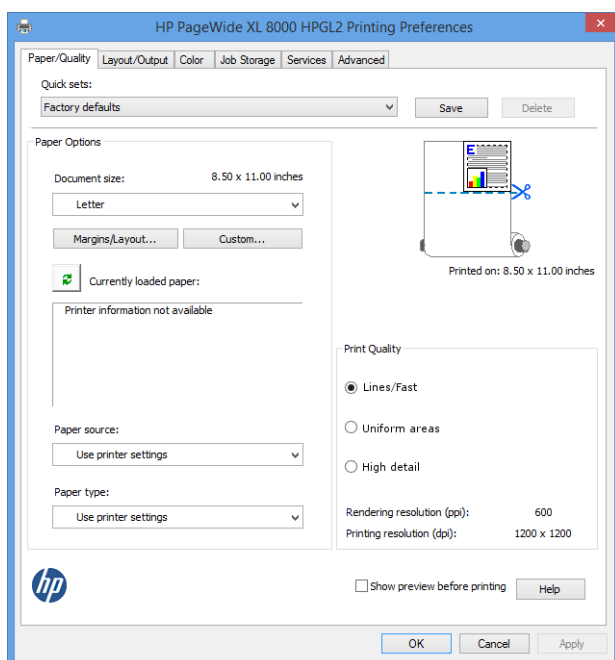 HP PageWide XL 8000 HPGL2 Printing Preferences
Paper/Quality Layout/Output Color Job Storage Services Advanced
Quick sets:
Factory defaults Save Delete
Paper Options
Document size: 8.50 x 11.00 inches
Letter
Margins/Layout... Custom...
Currently loaded paper:
Printer information not available
Paper source:
Use printer settings
Paper type:
Use printer settings
E
Printed on: 8.50 x 11.00 inches
Print Quality
Lines/Fast
Uniform areas
High detail
Rendering resolution (ppi): 600
Printing resolution (dpi): 1200 x 1200
hp
Show preview before printing Help
OK Cancel Apply